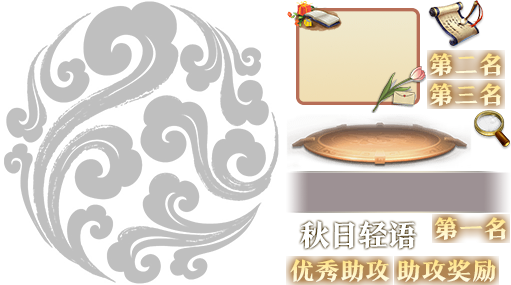 第二名
第三名
第一名
秋日轻语
优秀助攻
助攻奖励